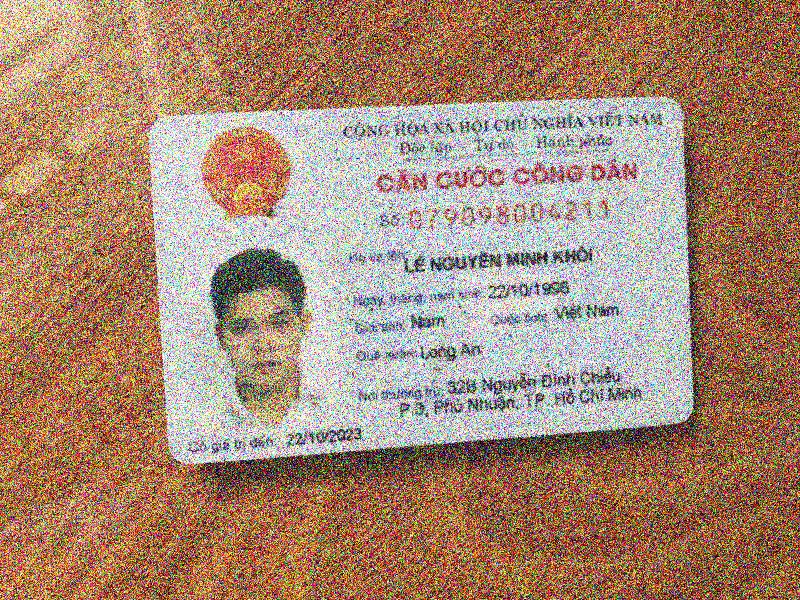 CỘNG HÒA XÃ HỘI CHỦ NGHĨA VIỆT NAM
Độc lập Tự do Hạnh phúc
CĂN CƯỚC CÔNG DÂN
Số 079098004211
Họ và tên LÊ NGUYÊN MINH KHÔI
Ngày, tháng, năm sinh: 22/10/1998
Giới tính: Nam Quốc tịch: Việt Nam
Quê quán: Long An
Nơi thường trú: 32B Nguyễn Đình Chiểu
P.3, Phú Nhuận, TP. Hồ Chí Minh
Có giá trị đến: 22/10/2023